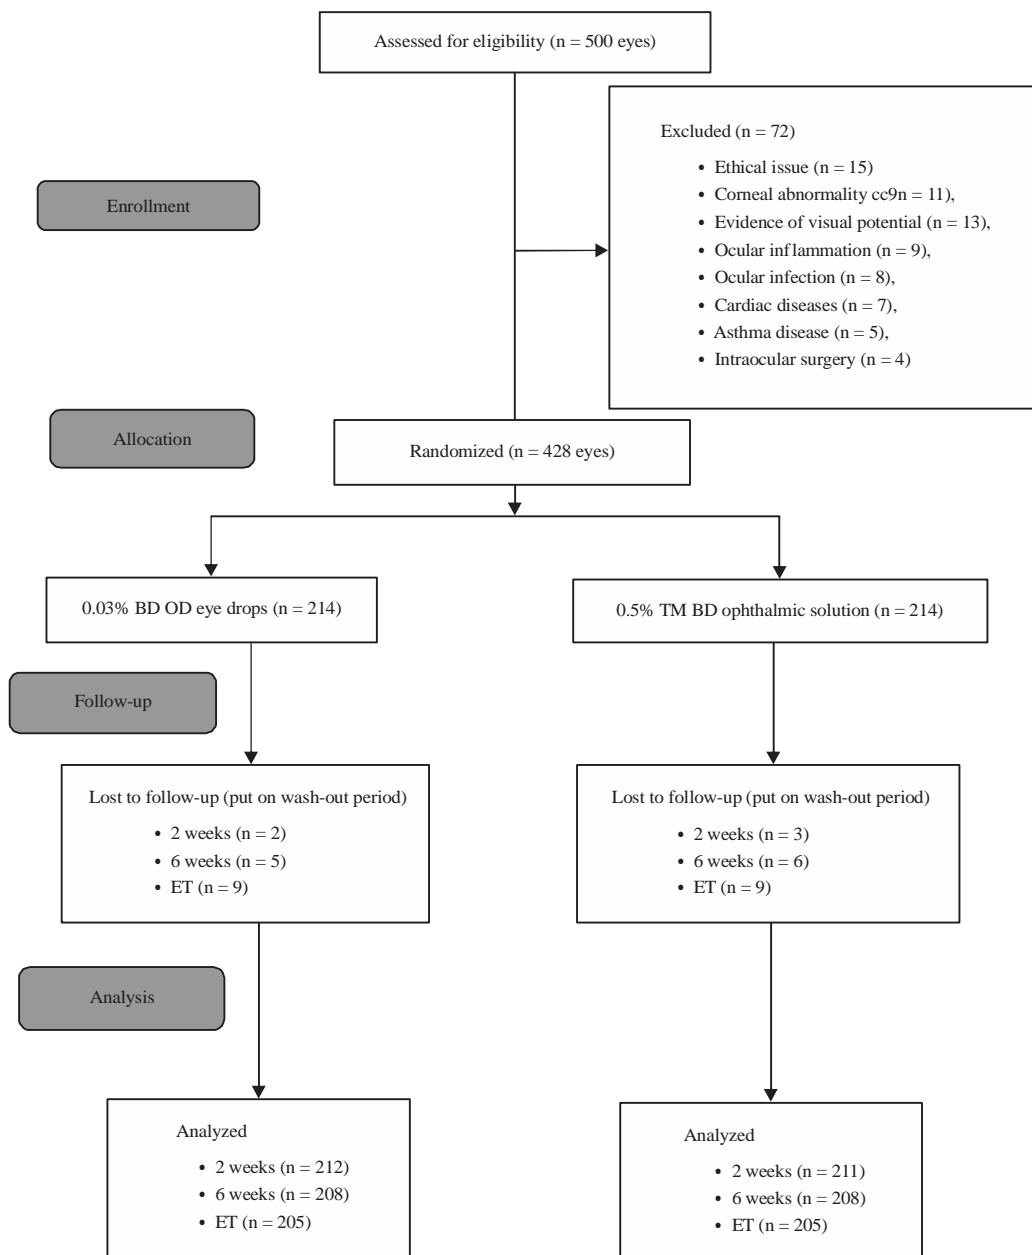 Assessed for eligibility (n = 500 eyes)
Excluded (n = 72)
• Ethical issue (n = 15)
• Corneal abnormality cc9n = 11),
• Evidence of visual potential (n = 13),
• Ocular inflammation (n = 9),
• Ocular infection (n = 8),
• Cardiac diseases (n = 7),
• Asthma disease (n = 5),
• Intraocular surgery (n = 4)
Enrollment
Allocation
Randomized (n = 428 eyes)
0.03% BD OD eye drops (n = 214)
0.5% TM BD ophthalmic solution (n = 214)
Follow-up
Lost to follow-up (put on wash-out period)
• 2 weeks (n = 2)
• 6 weeks (n = 5)
• ET (n = 9)
Lost to follow-up (put on wash-out period)
• 2 weeks (n = 3)
• 6 weeks (n = 6)
• ET (n = 9)
Analysis
Analyzed
• 2 weeks (n = 212)
• 6 weeks (n = 208)
• ET (n = 205)
Analyzed
• 2 weeks (n = 211)
• 6 weeks (n = 208)
• ET (n = 205)